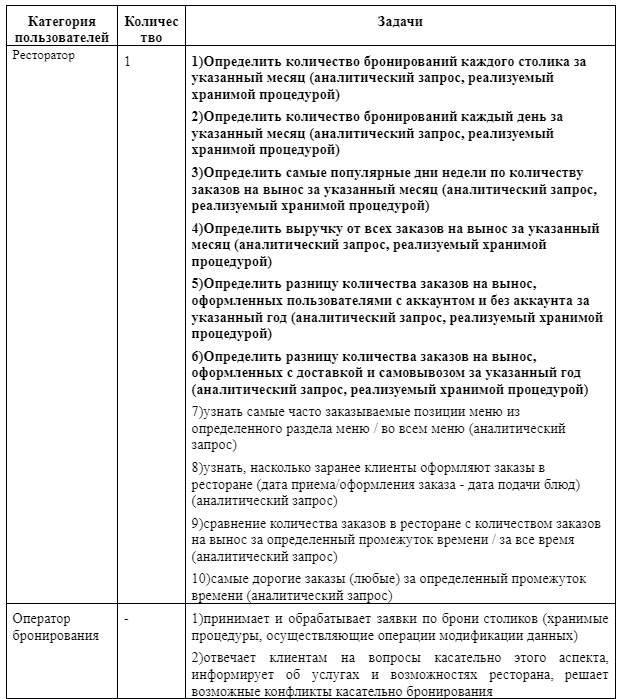 Категория
пользователей
Количес
тво
Задачи
Ресторатор
1
1)Определить количество бронирований каждого столика за
указанный месяц (аналитический запрос, реализуемый
хранимой процедурой)
2)Определить количество бронирований каждый день за
указанный месяц (аналитический запрос, реализуемый
хранимой процедурой)
3)Определить самые популярные дни недели по количеству
заказов на вынос за указанный месяц (аналитический запрос,
реализуемый хранимой процедурой)
4)Определить выручку от всех заказов на вынос за указанный
месяц (аналитический запрос, реализуемый хранимой
процедурой)
5)Определить разницу количества заказов на вынос,
оформленных пользователями с аккаунтом и без аккаунта за
указанный год (аналитический запрос, реализуемый хранимой
процедурой)
6)Определить разницу количества заказов на вынос,
оформленных с доставкой и самовывозом за указанный год
(аналитический запрос, реализуемый хранимой процедурой)
7)узнать самые часто заказываемые позиции меню из
определенного раздела меню / во всем меню (аналитический
запрос)
8)узнать, насколько заранее клиенты оформляют заказы в
ресторане (дата приема/оформления заказа - дата подачи блюд)
(аналитический запрос)
9)сравнение количества заказов в ресторане с количеством заказов
на вынос за определенный промежуток времени / за все время
(аналитический запрос)
10)самые дорогие заказы (любые) за определенный промежуток
времени (аналитический запрос)
Оператор
бронирования
-
1)принимает и обрабатывает заявки по брони столиков (хранимые
процедуры, осуществляющие операции модификации данных)
2)отвечает клиентам на вопросы касательно этого аспекта,
информирует об услугах и возможностях ресторана, решает
возможные конфликты касательно бронирования